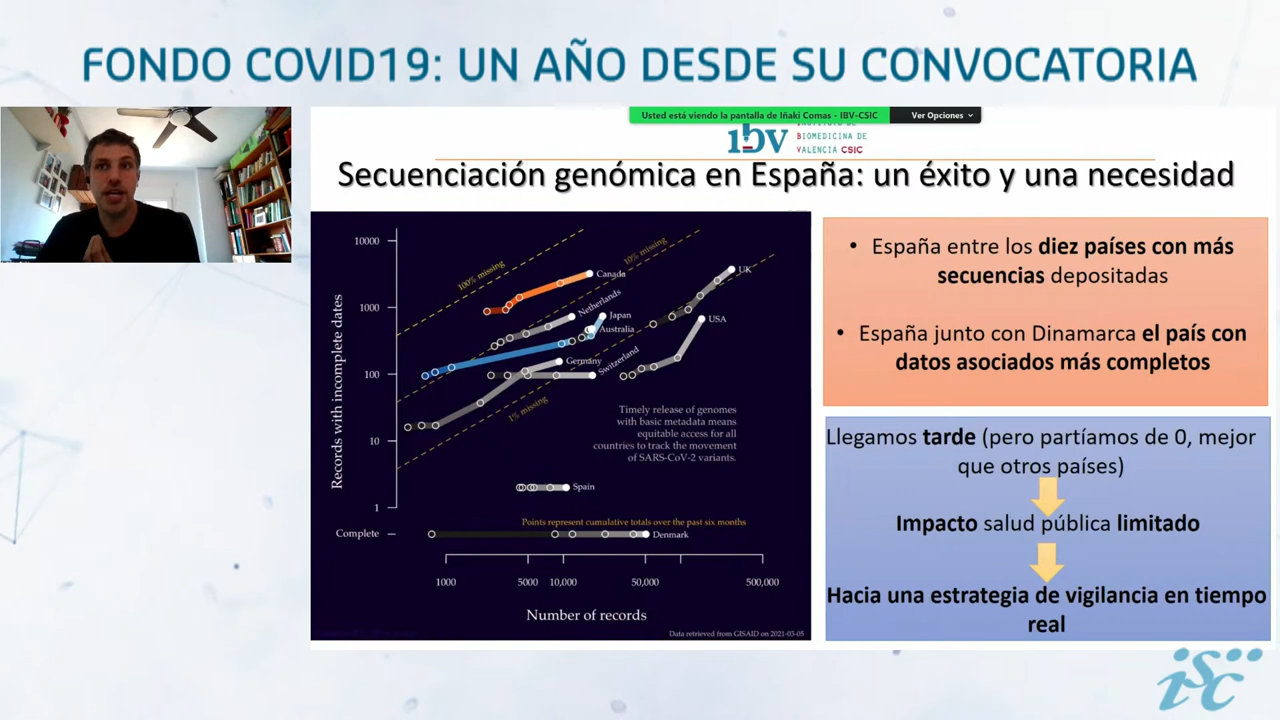 FONDO COVID19: UN AÑO DESDE SU CONVOCATORIA
Usted está viendo la pantalla de Iñaki Comas - IBV-CSIC
Ver Opciones
ibv
BIOMEDICINA DE
VALENCIA CSIC
Secuenciación genómica en España: un éxito y una necesidad
Records with incomplete dates
10000
1000
100
10
1
Complete
100% missing
10% missing
1% missing
Canada
Netherlands
Japan
Australia
Germany
Switzerland
UK
USA
Timely release of genomes
with basic metadata means
equitable access for all
countries to track the movement
of SARS-CoV-2 variants.
Spain
Points represent cumulative totals over the past six months
Denmark
1000
5000
10,000
50,000
500,000
Number of records
Data retrieved from GISAID on 2021-03-05
• España entre los diez países con más
secuencias depositadas
• España junto con Dinamarca el país con
datos asociados más completos
Llegamos tarde (pero partíamos de 0, mejor
que otros países)
Impacto salud pública limitado
Hacia una estrategia de vigilancia en tiempo
real
isc